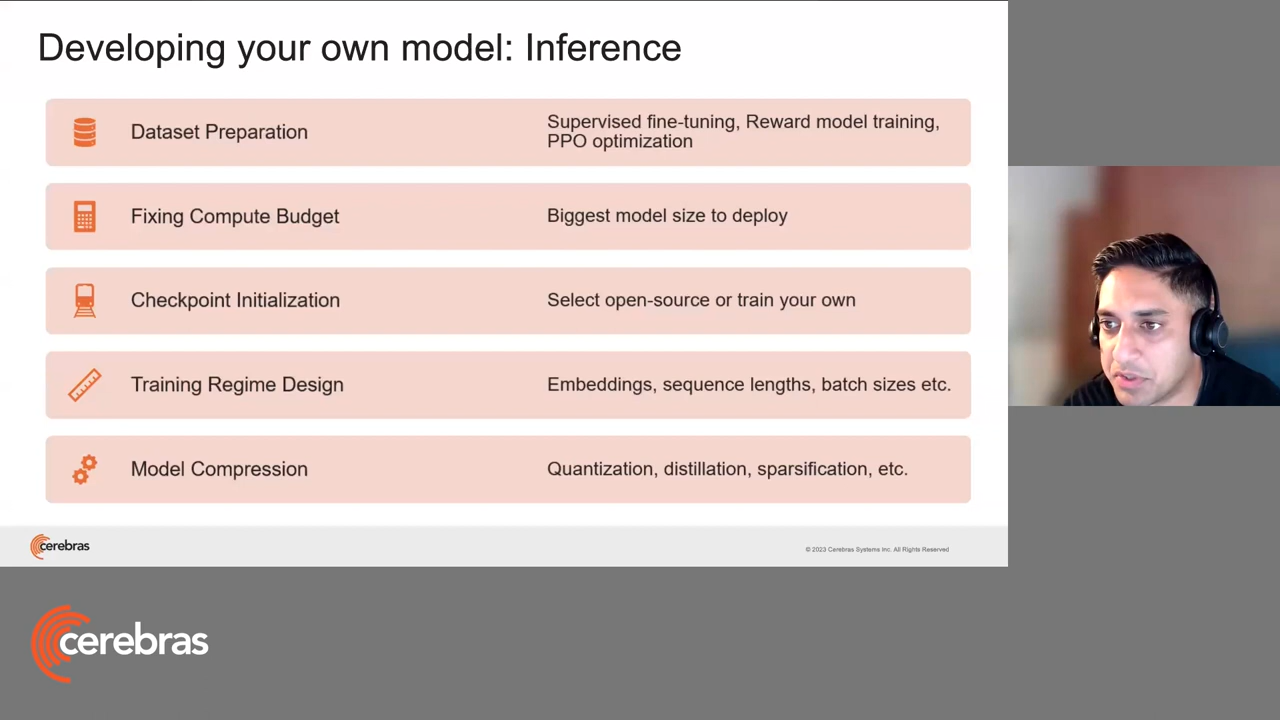 Developing your own model: Inference
Dataset Preparation
Supervised fine-tuning, Reward model training,
PPO optimization
Fixing Compute Budget
Biggest model size to deploy
Checkpoint Initialization
Select open-source or train your own
Training Regime Design
Embeddings, sequence lengths, batch sizes etc.
Model Compression
Quantization, distillation, sparsification, etc.
cerebras
© 2023 Cerebras Systems Inc. All Rights Reserved
cerebras